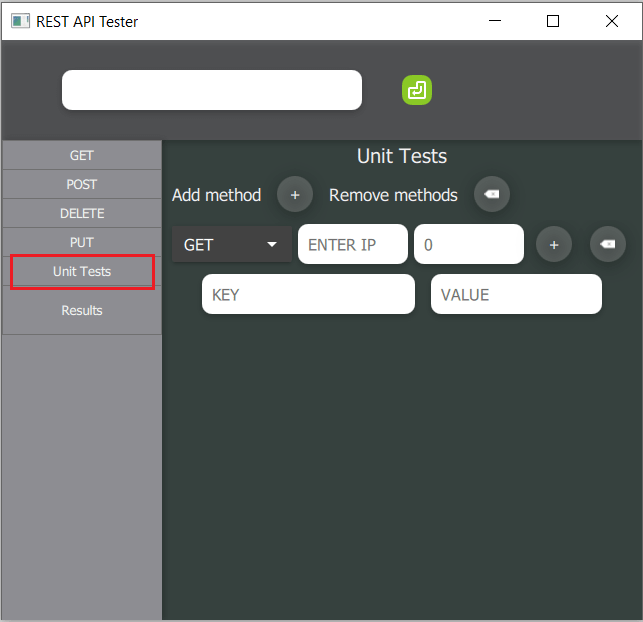 REST API Tester
GET
POST
DELETE
PUT
Unit Tests
Results
Unit Tests
Add method + Remove methods
GET ENTER IP 0 +
KEY VALUE